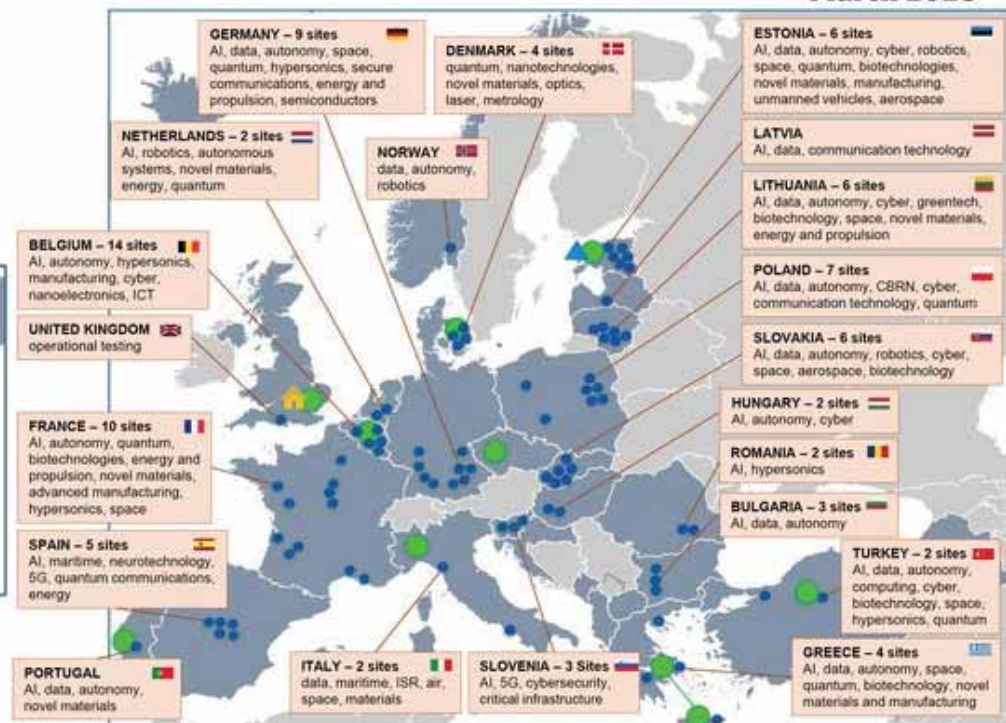 GERMANY – 9 sites
AI, data, autonomy, space,
quantum, hypersonics, secure
communications, energy and
propulsion, semiconductors
DENMARK – 4 sites
quantum, nanotechnologies,
novel materials, optics,
laser, metrology
ESTONIA – 6 sites
AI, data, autonomy, cyber, robotics,
space, quantum, biotechnologies,
novel materials, manufacturing,
unmanned vehicles, aerospace
NETHERLANDS – 2 sites
AI, robotics, autonomous
systems, novel materials,
energy, quantum
NORWAY
data, autonomy,
robotics
LATVIA
AI, data, communication technology
LITHUANIA – 6 sites
AI, data, autonomy, cyber, greentech,
biotechnology, space, novel materials,
energy and propulsion
BELGIUM – 14 sites
AI, autonomy, hypersonics,
manufacturing, cyber,
nanoelectronics, ICT
POLAND – 7 sites
AI, data, autonomy, CBRN, cyber,
communication technology, quantum
UNITED KINGDOM
operational testing
SLOVAKIA – 6 sites
AI, data, autonomy, robotics, cyber,
space, aerospace, biotechnology
HUNGARY – 2 sites
AI, autonomy, cyber
FRANCE – 10 sites
AI, autonomy, quantum,
biotechnologies, energy and
propulsion, novel materials,
advanced manufacturing,
hypersonics, space
ROMANIA – 2 sites
AI, hypersonics
BULGARIA – 3 sites
AI, data, autonomy
SPAIN – 5 sites
AI, maritime, neurotechnology,
5G, quantum communications,
energy
TURKEY – 2 sites
AI, data, autonomy,
computing, cyber,
biotechnology, space,
hypersonics, quantum
PORTUGAL
AI, data, autonomy,
novel materials
ITALY – 2 sites
data, maritime, ISR, air,
space, materials
SLOVENIA – 3 Sites
AI, 5G, cybersecurity,
critical infrastructure
GREECE – 4 sites
AI, data, autonomy, space,
quantum, biotechnology, novel
materials and manufacturing